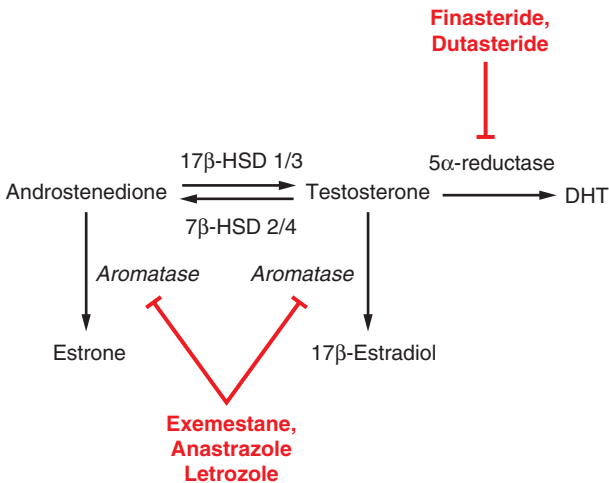 Finasteride,
Dutasteride
17β-HSD 1/3
5α-reductase
Androstenedione
Testosterone
DHT
7β-HSD 2/4
Aromatase
Aromatase
Estrone
17β-Estradiol
Exemestane,
Anastrazole
Letrozole